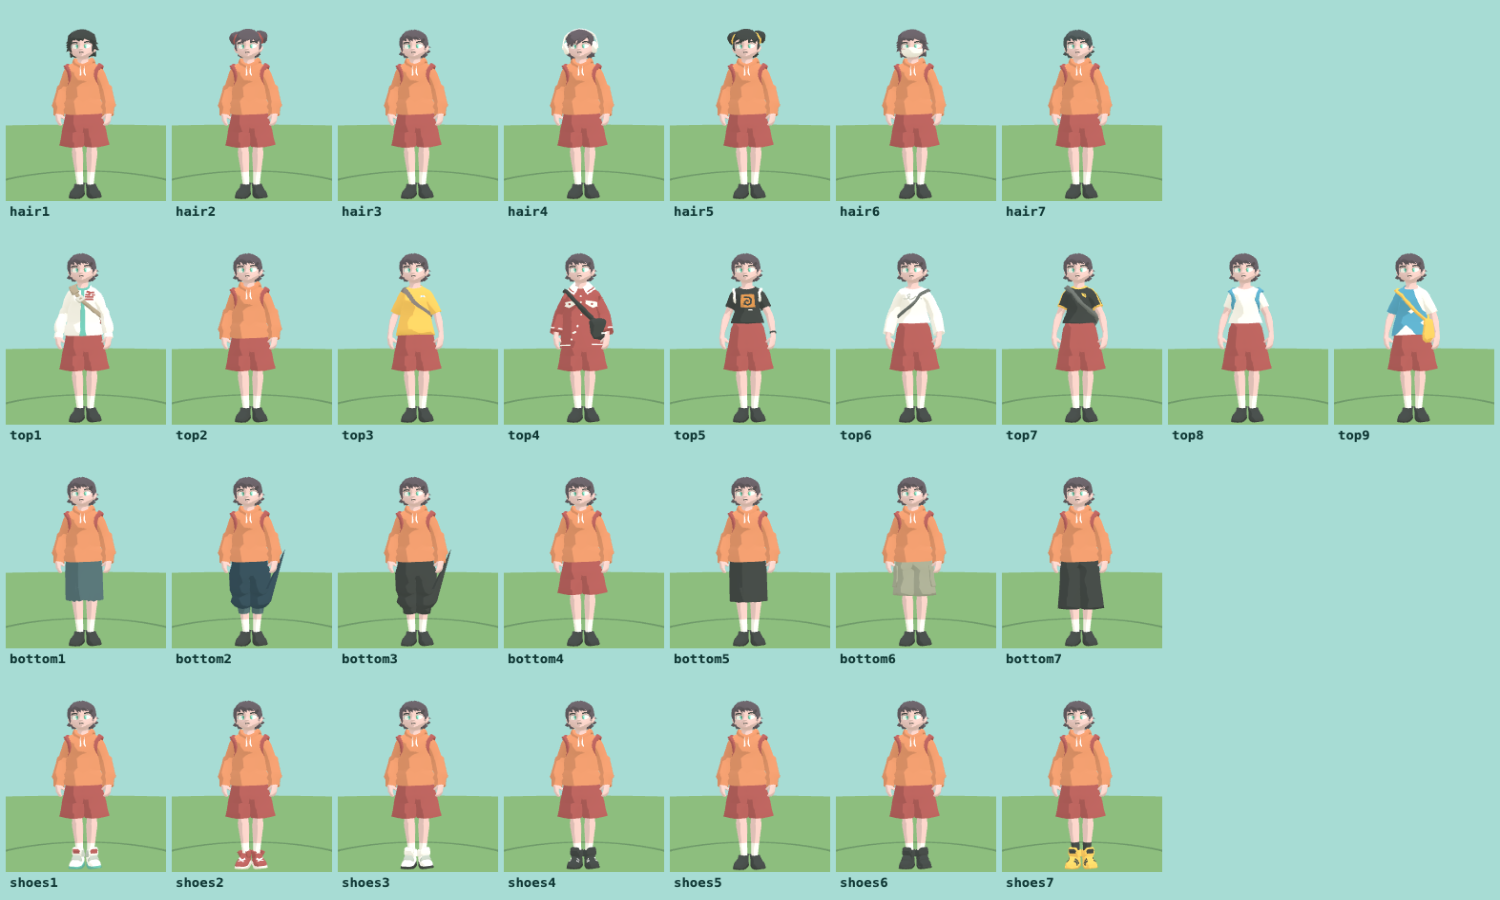 hair1 hair2 hair3 hair4 hair5 hair6 hair7
top1 top2 top3 top4 top5 top6 top7 top8 top9
bottom1 bottom2 bottom3 bottom4 bottom5 bottom6 bottom7
shoes1 shoes2 shoes3 shoes4 shoes5 shoes6 shoes7